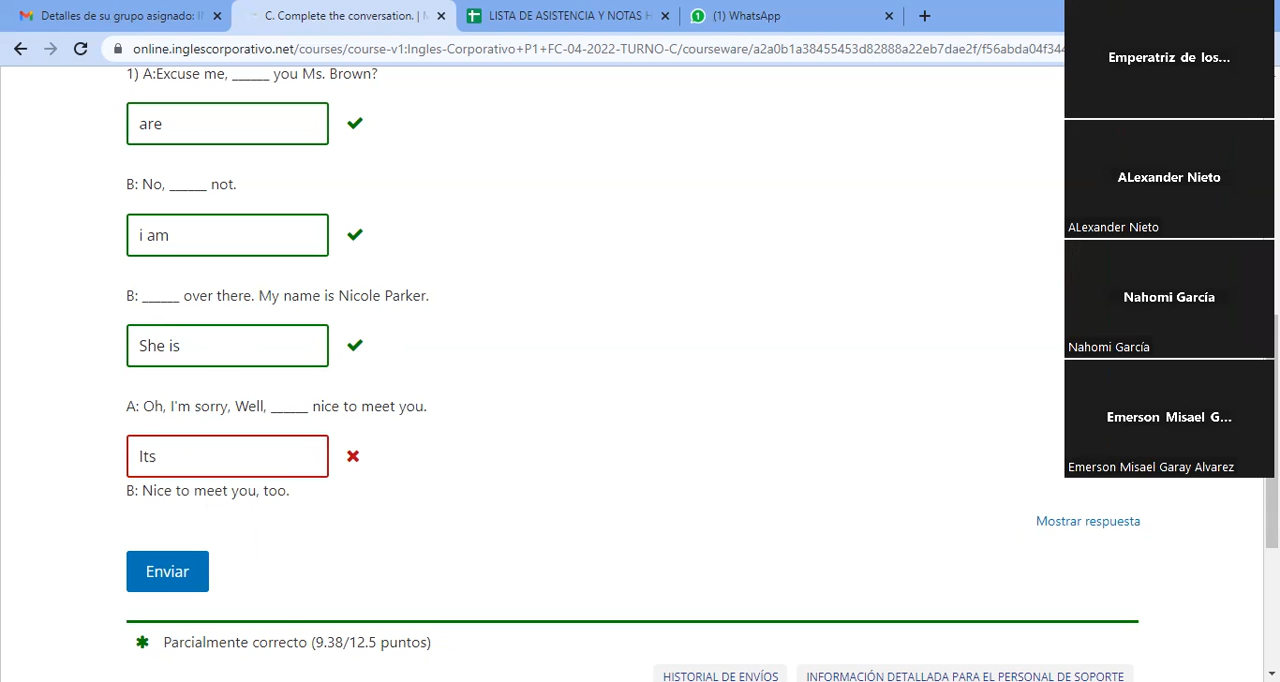 Detalles de su grupo asignado: I
C. Complete the conversation. | M
LISTA DE ASISTENCIA Y NOTAS H
1
(1) WhatsApp
online.inglescorporativo.net/courses/course-v1:Ingles-Corporativo+P1+FC-04-2022-TURNO-C/courseware/a2a0b1a38455453d82888a22eb7dae2f/f56abda04f344
1) A:Excuse me, ______ you Ms. Brown?
are
B: No, ______ not.
i am
B: ______ over there. My name is Nicole Parker.
She is
A: Oh, I'm sorry, Well, ______ nice to meet you.
Its
B: Nice to meet you, too.
Mostrar respuesta
Enviar
Parcialmente correcto (9.38/12.5 puntos)
HISTORIAL DE ENVÍOS
INFORMACIÓN DETALLADA PARA EL PERSONAL DE SOPORTE
Emperatriz de los...
ALexander Nieto
ALexander Nieto
Nahomi García
Nahomi García
Emerson Misael G...
Emerson Misael Garay Alvarez